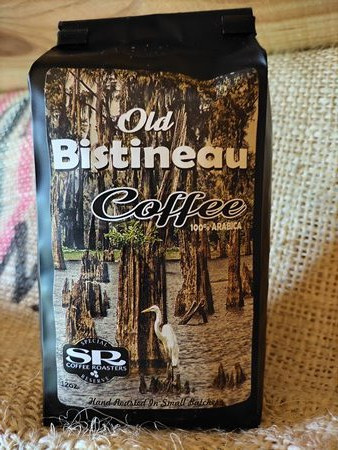 Old
Bistineau
Coffee
100% ARABICA
SPECIAL
SR
COFFEE ROASTERS
RESERVE
12oz.
Hand Roasted In Small Batches